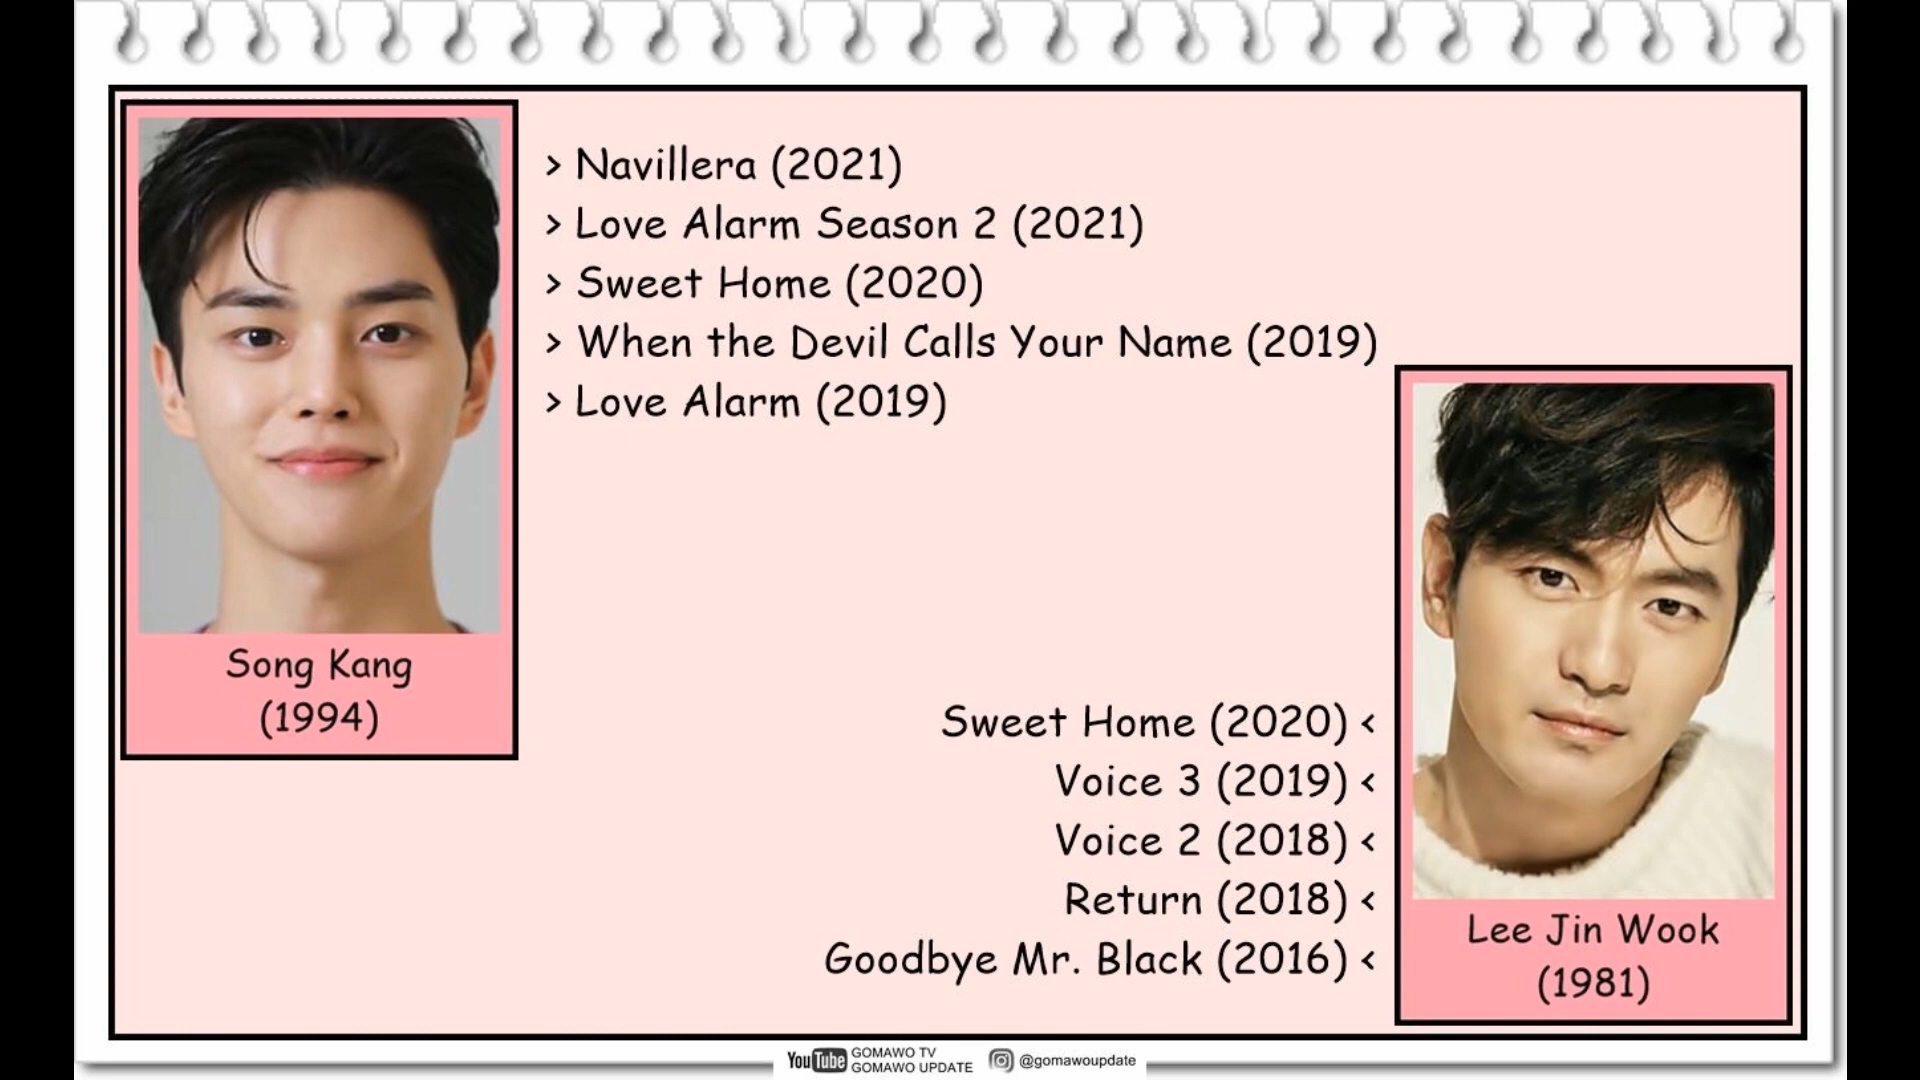 > Navillera (2021)
> Love Alarm Season 2 (2021)
> Sweet Home (2020)
> When the Devil Calls Your Name (2019)
> Love Alarm (2019)
Song Kang
(1994)
Sweet Home (2020) <
Voice 3 (2019) <
Voice 2 (2018) <
Return (2018) <
Goodbye Mr. Black (2016) <
Lee Jin Wook
(1981)
YouTube GOMAWO TV
GOMAWO UPDATE
@gomawoupdate